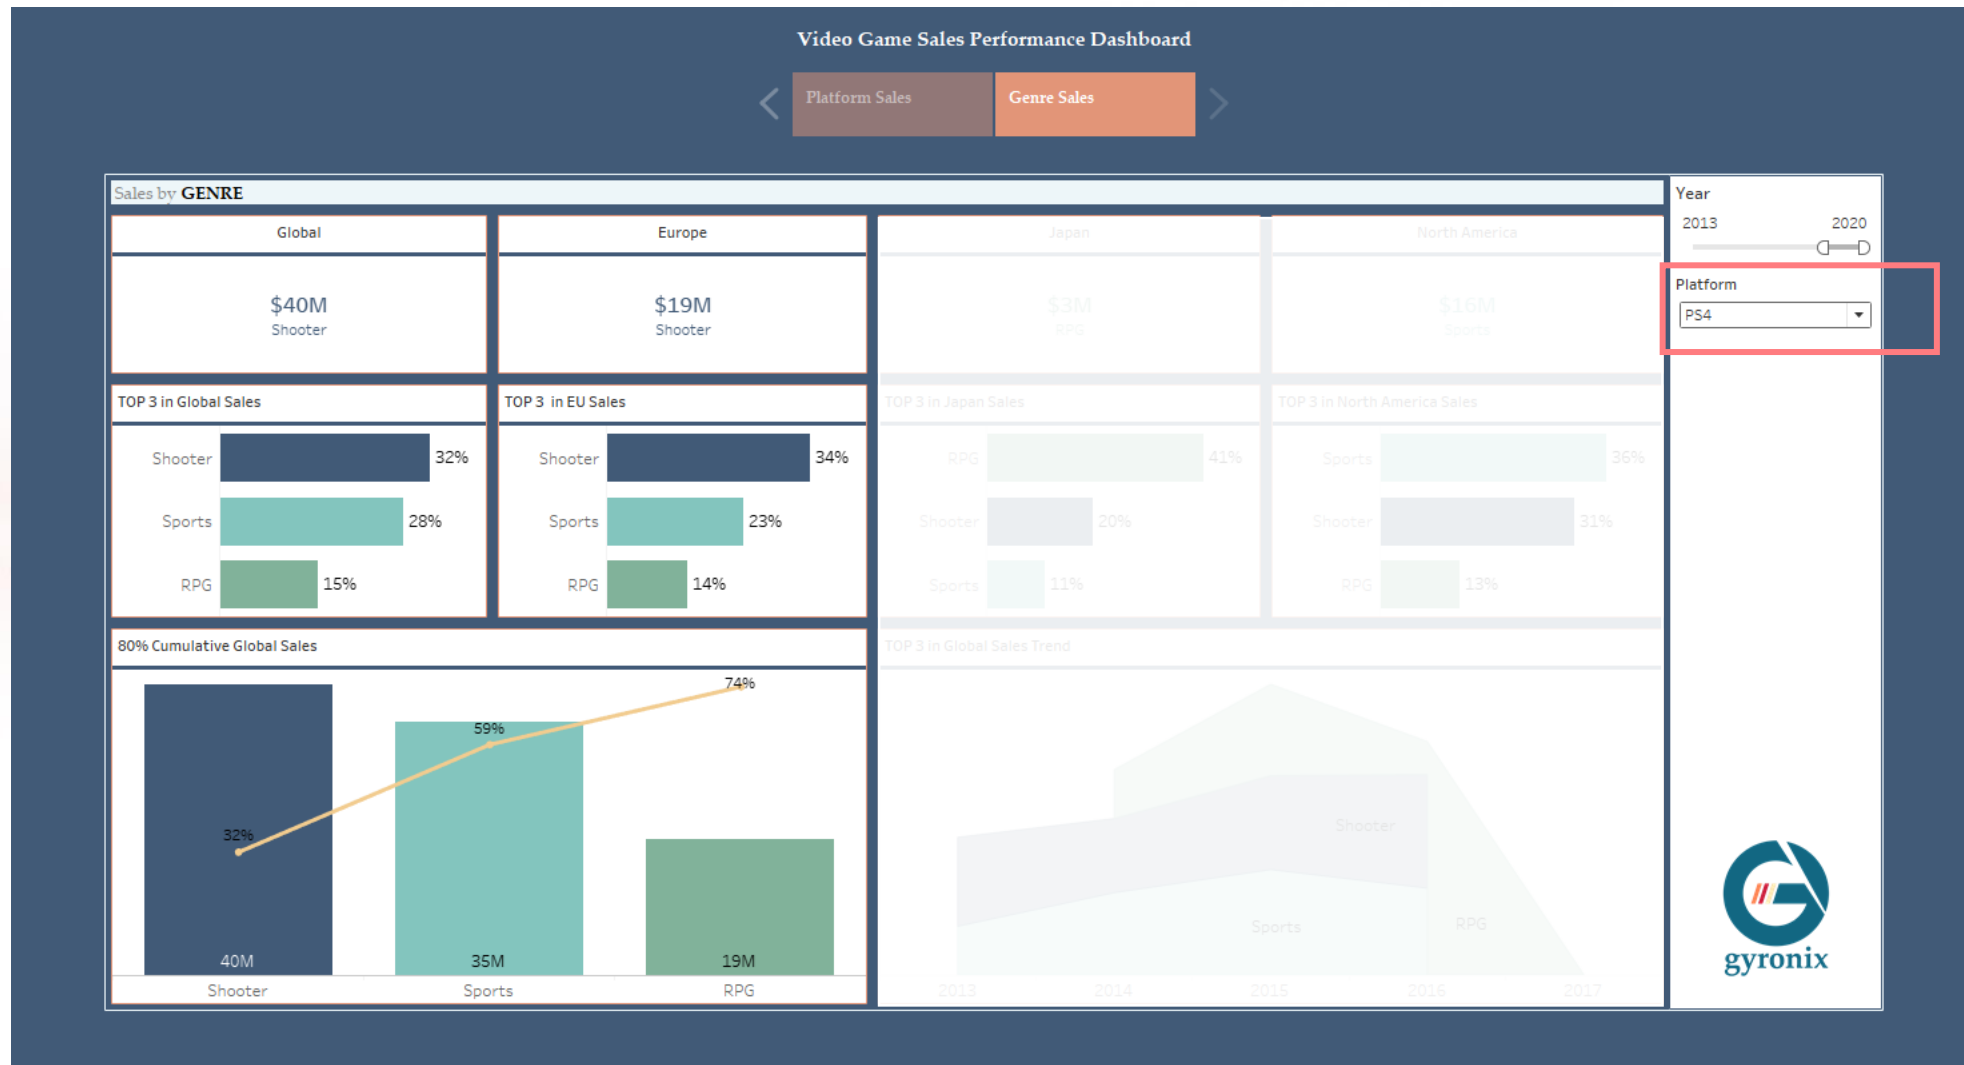 Video Game Sales Performance Dashboard
Platform Sales
Genre Sales
Sales by GENRE
Year
2013 2020
Platform
PS4
Global
$40M
Shooter
Europe
$19M
Shooter
Japan
$3M
RPG
North America
$16M
Sports
TOP 3 in Global Sales
Shooter 32%
Sports 28%
RPG 15%
TOP 3 in EU Sales
Shooter 34%
Sports 23%
RPG 14%
TOP 3 in Japan Sales
RPG 41%
Shooter 20%
Sports 11%
TOP 3 in North America Sales
Sports 36%
Shooter 31%
RPG 13%
80% Cumulative Global Sales
74%
59%
32%
40M 35M 19M
Shooter Sports RPG
TOP 3 in Global Sales Trend
Shooter
Sports
RPG
2013 2014 2015 2016 2017
gyronix